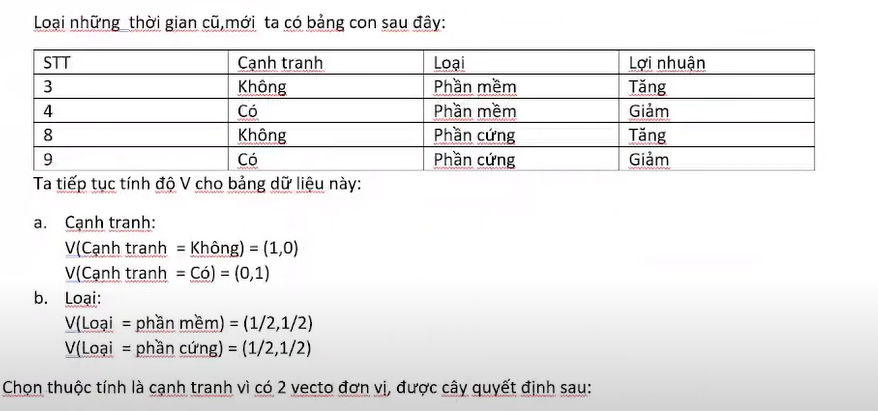 Loại những thời gian cũ,mới ta có bảng con sau đây:
STT Cạnh tranh Loại Lợi nhuận
3 Không Phần mềm Tăng
4 Có Phần mềm Giảm
8 Không Phần cứng Tăng
9 Có Phần cứng Giảm
Ta tiếp tục tính độ V cho bảng dữ liệu này:
a. Cạnh tranh:
V(Cạnh tranh = Không) = (1,0)
V(Cạnh tranh = Có) = (0,1)
b. Loại:
V(Loại = phần mềm) = (1/2,1/2)
V(Loại = phần cứng) = (1/2,1/2)
Chọn thuộc tính là cạnh tranh vì có 2 vecto đơn vị, được cây quyết định sau: